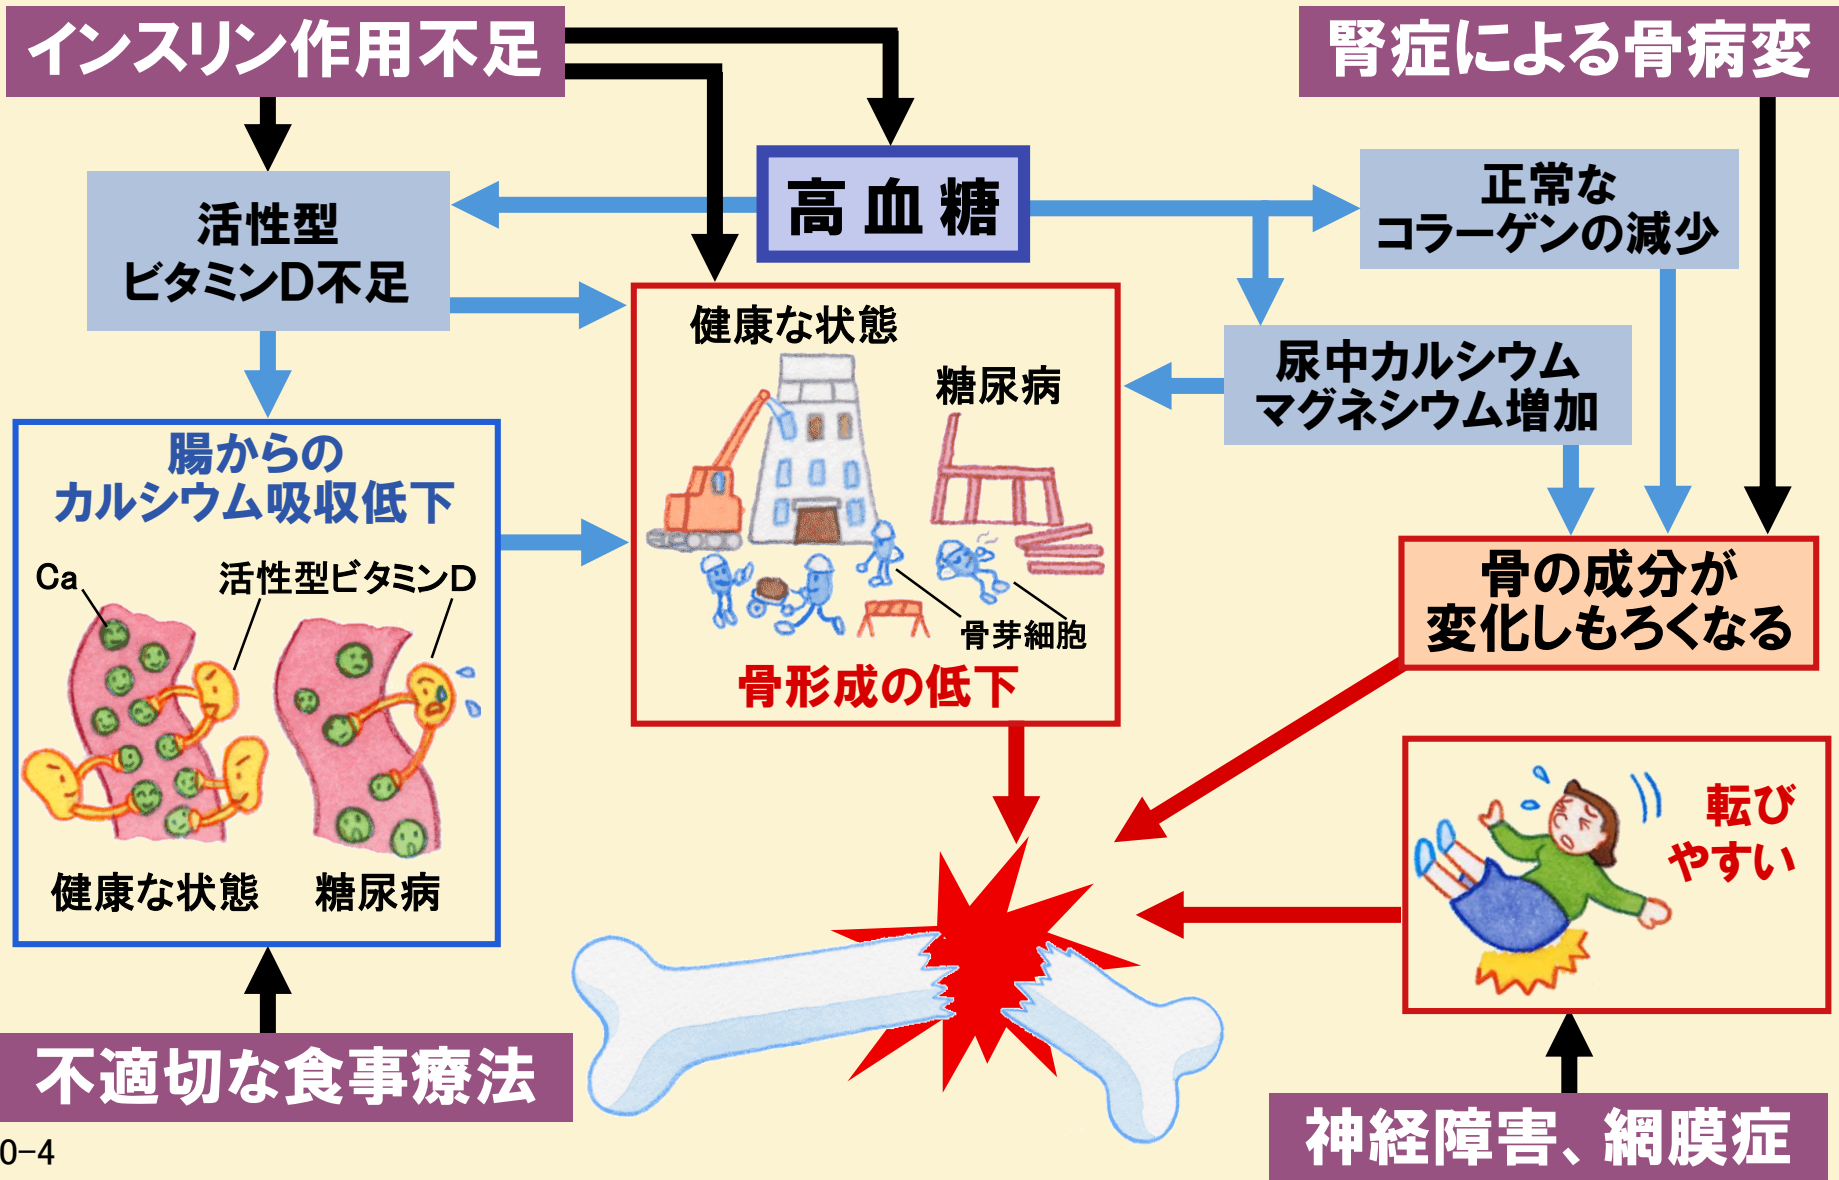 インスリン作用不足
腎症による骨病変
高血糖
活性型
ビタミンD不足
正常な
コラーゲンの減少
尿中カルシウム
マグネシウム増加
健康な状態
糖尿病
骨芽細胞
骨形成の低下
腸からの
カルシウム吸収低下
Ca
活性型ビタミンD
健康な状態
糖尿病
骨の成分が
変化しもろくなる
転び
やすい
不適切な食事療法
神経障害、網膜症
0-4